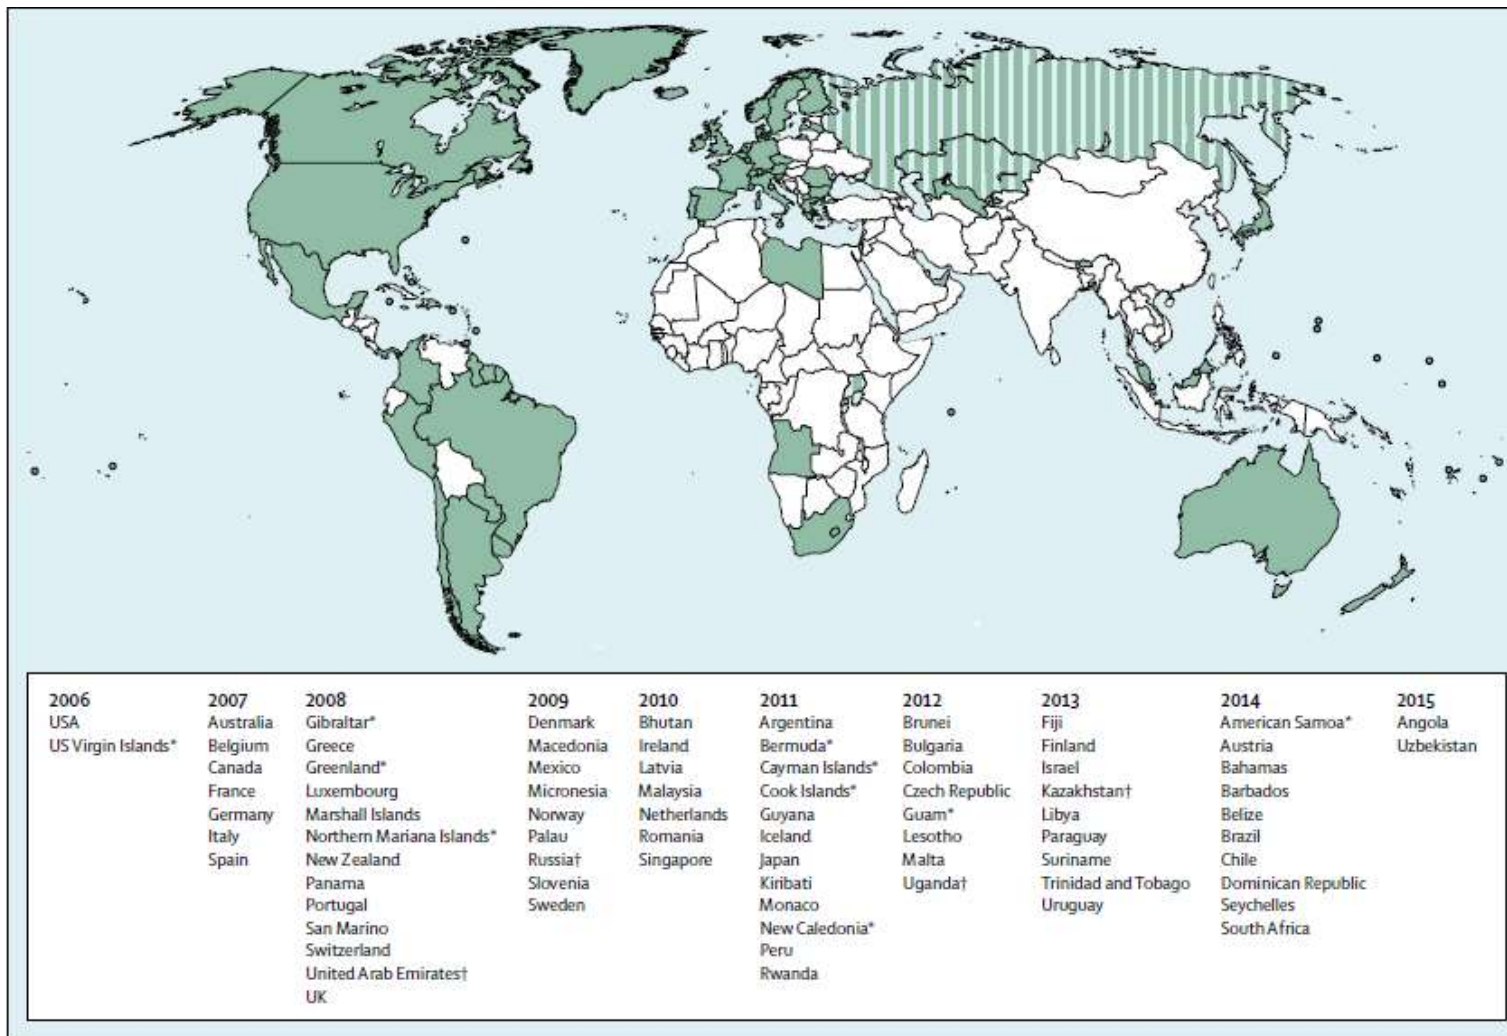 2006
USA
US Virgin Islands*
2007
Australia
Belgium
Canada
France
Germany
Italy
Spain
2008
Gibraltar*
Greece
Greenland*
Luxembourg
Marshall Islands
Northern Mariana Islands*
New Zealand
Panama
Portugal
San Marino
Switzerland
United Arab Emirates†
UK
2009
Denmark
Macedonia
Mexico
Micronesia
Norway
Palau
Russia†
Slovenia
Sweden
2010
Bhutan
Ireland
Latvia
Malaysia
Netherlands
Romania
Singapore
2011
Argentina
Bermuda*
Cayman Islands*
Cook Islands*
Guyana
Iceland
Japan
Kiribati
Monaco
New Caledonia*
Peru
Rwanda
2012
Brunei
Bulgaria
Colombia
Czech Republic
Guam*
Lesotho
Malta
Uganda†
2013
Fiji
Finland
Israel
Kazakhstan†
Libya
Paraguay
Suriname
Trinidad and Tobago
Uruguay
2014
American Samoa*
Austria
Bahamas
Barbados
Belize
Brazil
Chile
Dominican Republic
Seychelles
South Africa
2015
Angola
Uzbekistan